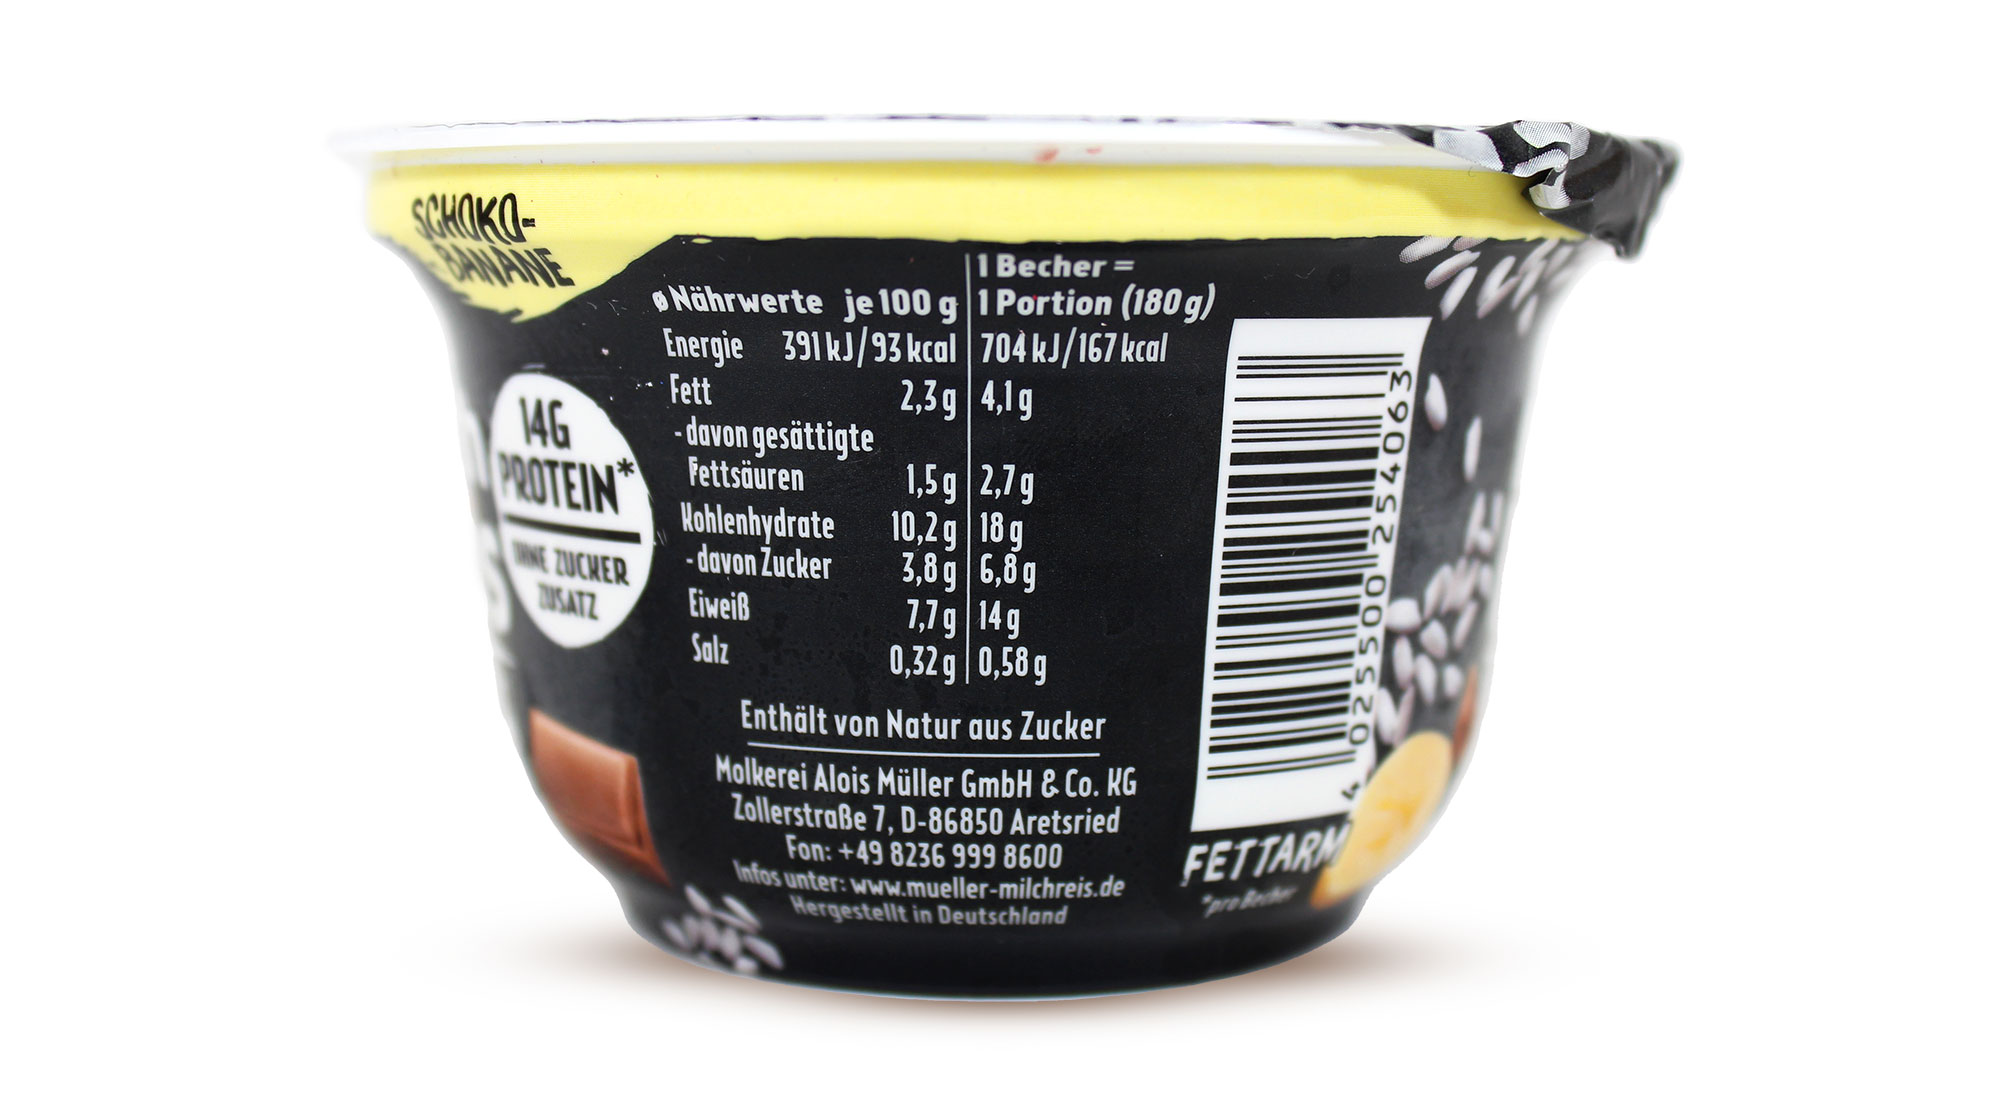 SCHOKO-
BANANE
14G
PROTEIN*
OHNE ZUCKER
ZUSATZ
1 Becher =
ø Nährwerte je 100 g 1 Portion (180 g)
Energie 391 kJ/93 kcal 704 kJ/167 kcal
Fett 2,3 g 4,1 g
- davon gesättigte
Fettsäuren 1,5 g 2,7 g
Kohlenhydrate 10,2 g 18 g
- davon Zucker 3,8 g 6,8 g
Eiweiß 7,7 g 14 g
Salz 0,32 g 0,58 g
Enthält von Natur aus Zucker
Molkerei Alois Müller GmbH & Co. KG
Zollerstraße 7, D-86850 Aretsried
Fon: +49 8236 999 8600
Infos unter: www.mueller-milchreis.de
Hergestellt in Deutschland
4 025500 254063
FETTARM
*pro Becher